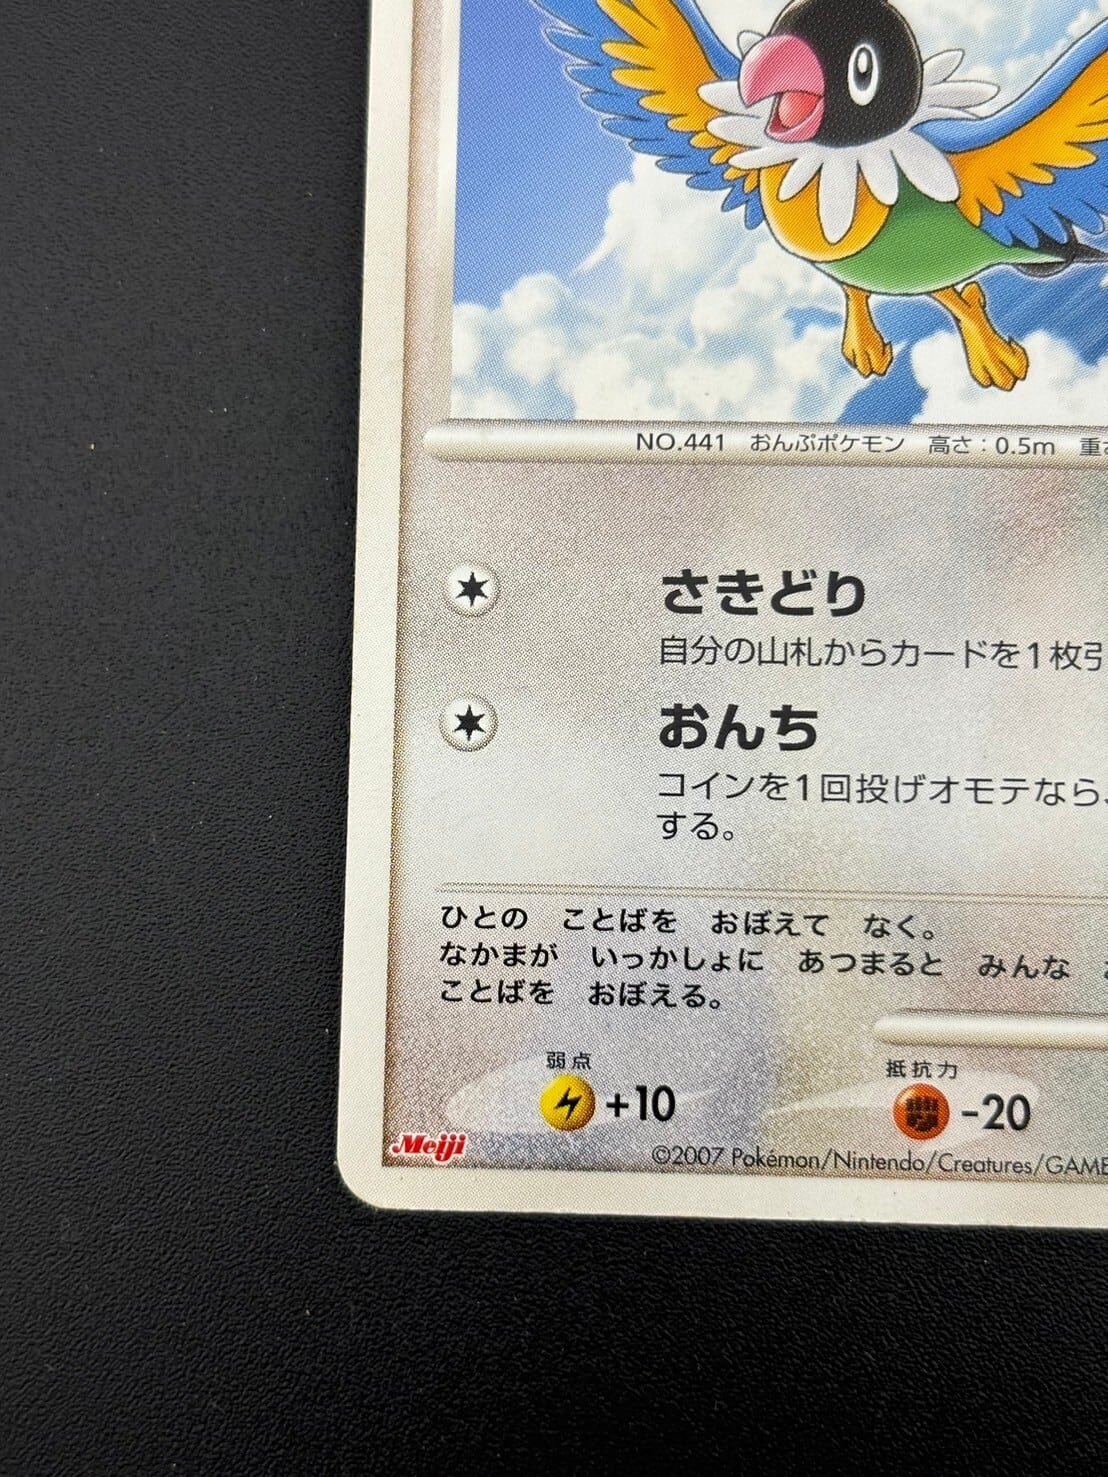 NO.441 おんぷポケモン 高さ：0.5m 重
さきどり
自分の山札からカードを1枚引
おんち
コインを1回投げオモテなら、
する。
ひとの ことばを おぼえて なく。
なかまが いっかしょに あつまると みんな
ことばを おぼえる。
弱点 抵抗力
+10 -20
Meiji
©2007 Pokémon/Nintendo/Creatures/GAME